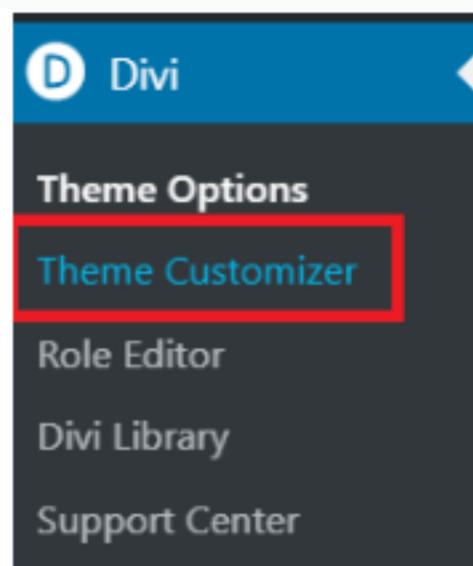 D Divi
Theme Options
Theme Customizer
Role Editor
Divi Library
Support Center